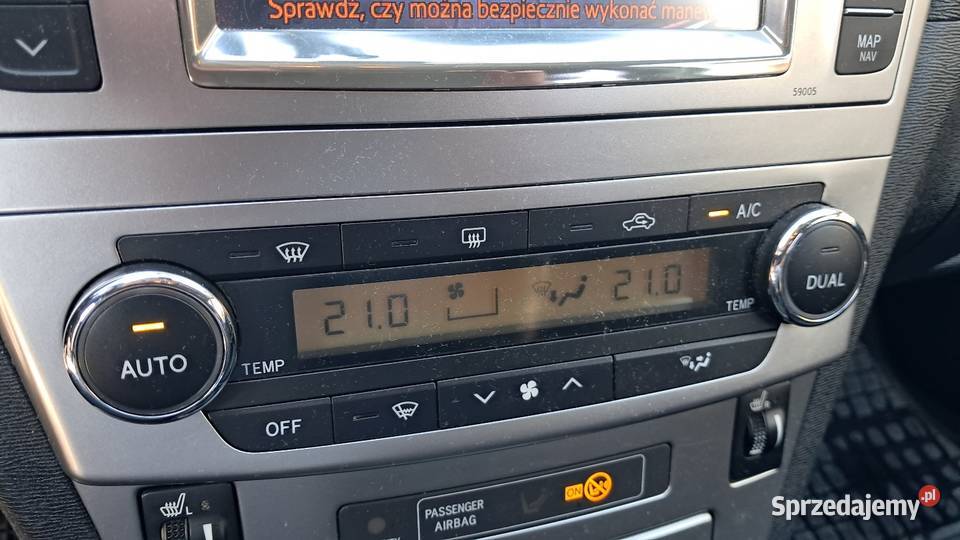 Sprawdź, czy można bezpiecznie wykonać
MAP
NAV
59005
A/C
21.0
21.0
AUTO
TEMP
TEMP
DUAL
OFF
L
PASSENGER
AIRBAG
ON
Sprzedajemy.pl